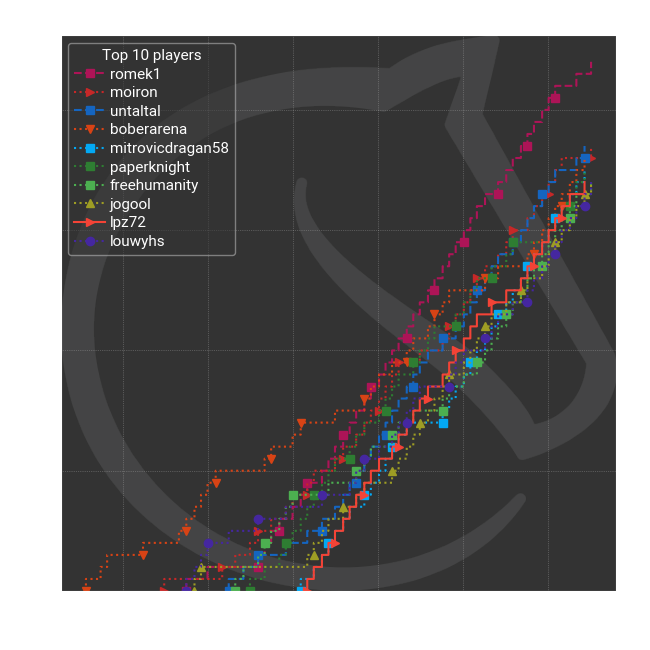 Top 10 players
romek1
moiron
untaltal
boberarena
mitrovicdragan58
paperknight
freehumanity
jogool
lpz72
louwyhs